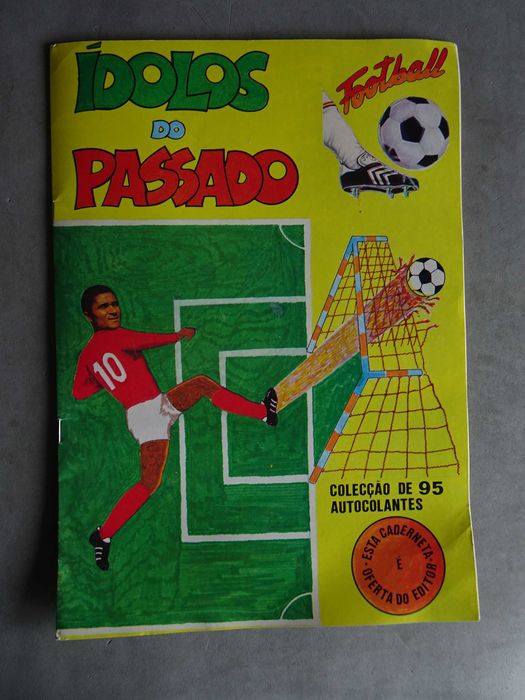 ÍDOLOS
DO
PASSADO
Football
10
COLECÇÃO DE 95
AUTOCOLANTES
• ESTA CADERNETA •
É
OFERTA DO EDITOR